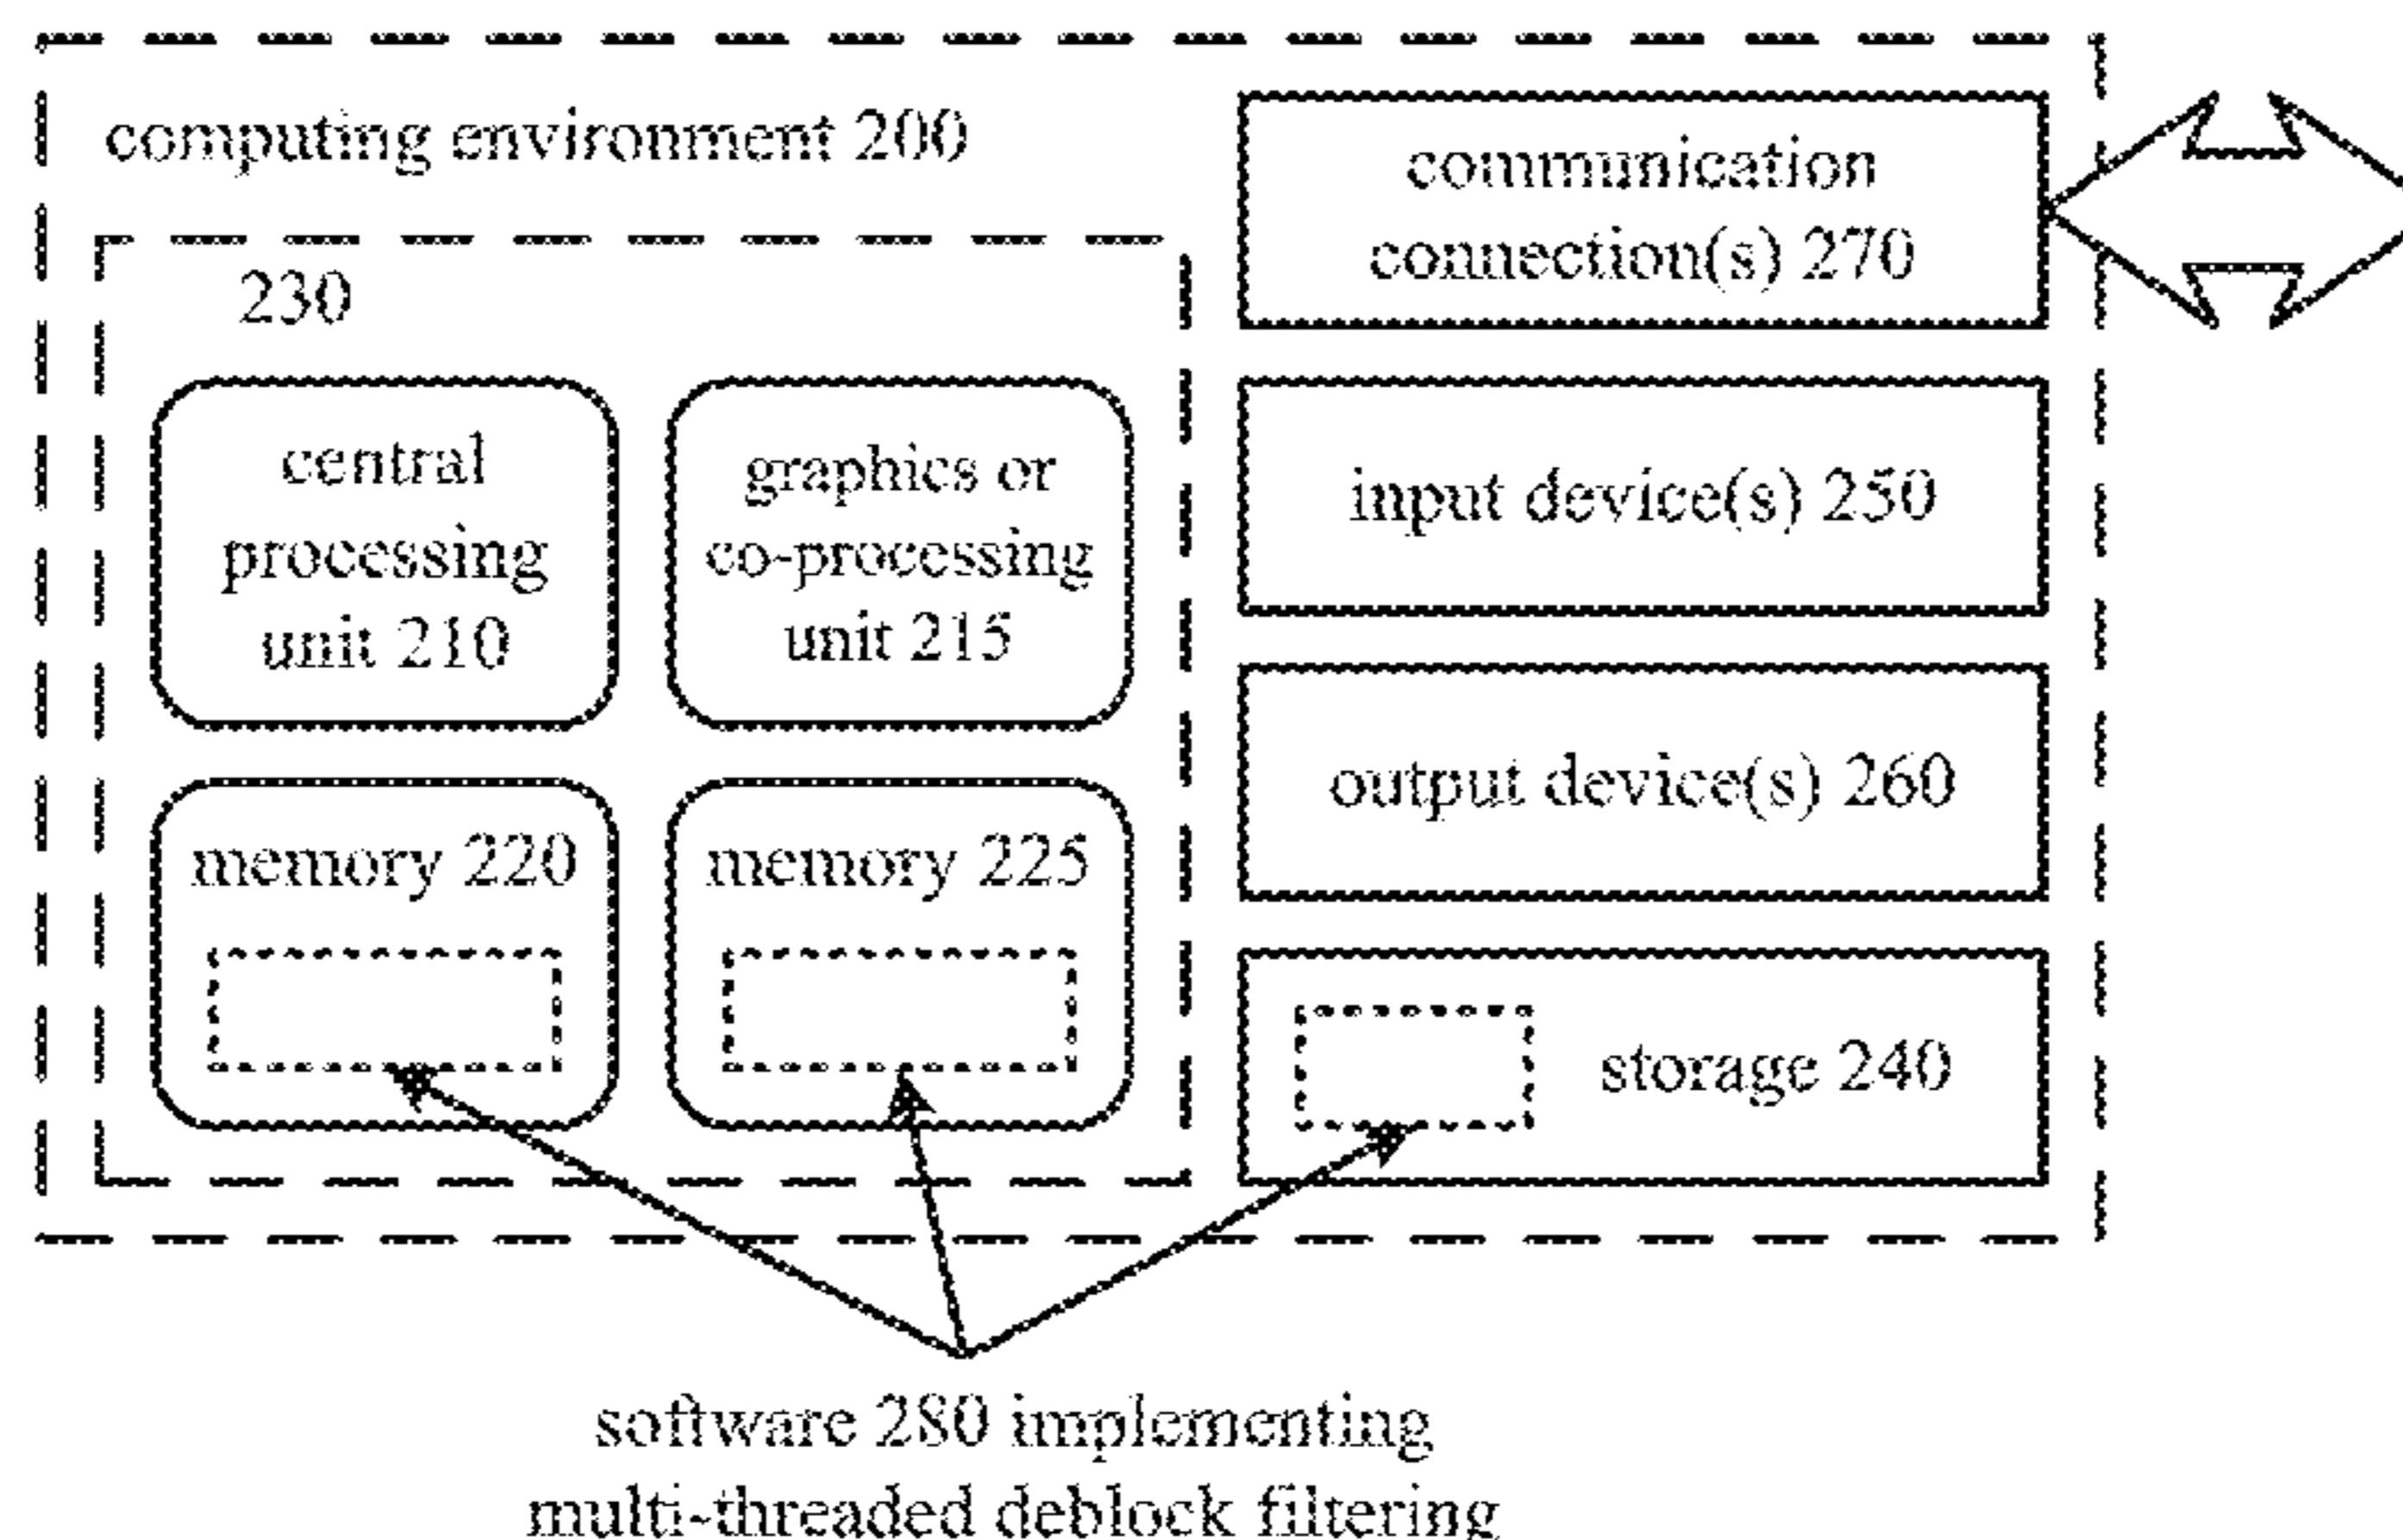 computing environment 200
communication
connection(s) 270
230
central
processing
unit 210
graphics or
co-processing
unit 215
input device(s) 250
output device(s) 260
memory 220
memory 225
storage 240
software 280 implementing
multi-threaded deblock filtering